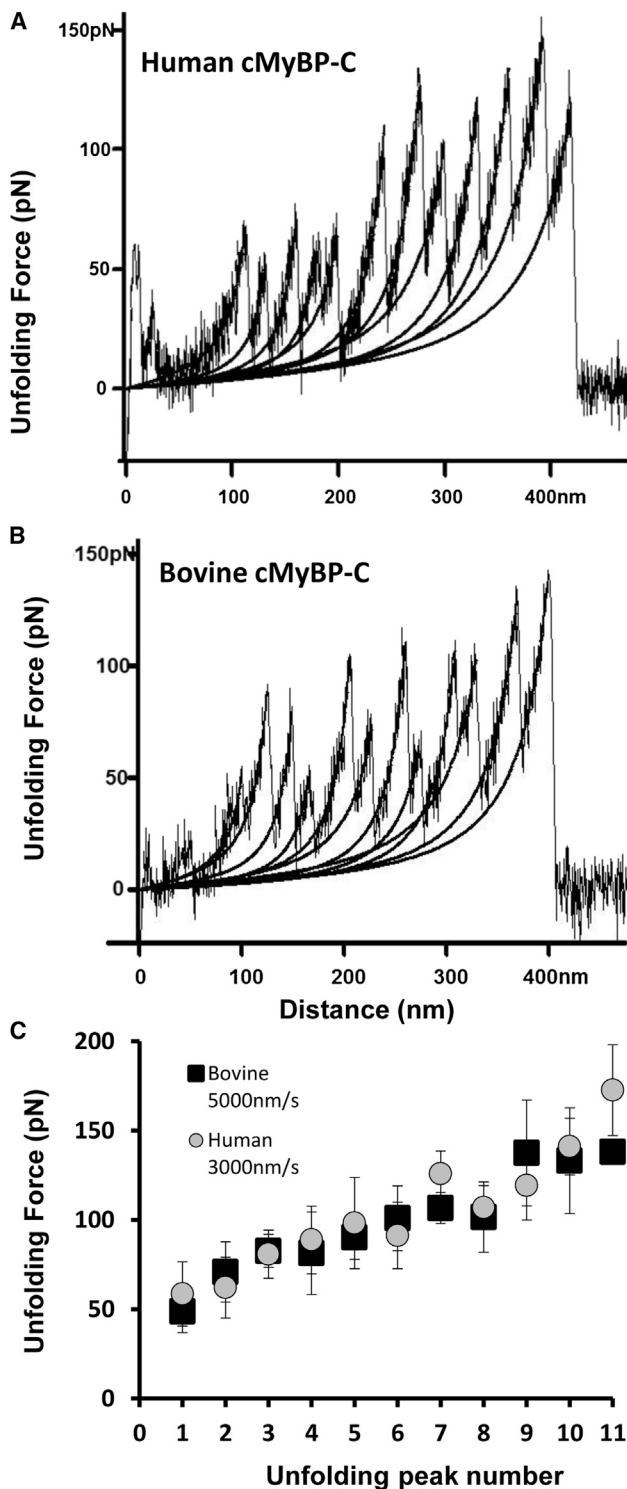 A
150pN
Human cMyBP-C
100
50
0
Unfolding Force (pN)
0 100 200 300 400nm
B
150pN
Bovine cMyBP-C
100
50
0
Unfolding Force (pN)
0 100 200 300 400nm
Distance (nm)
C
200
150
100
50
0
Unfolding Force (pN)
Bovine
5000nm/s
Human
3000nm/s
0 1 2 3 4 5 6 7 8 9 10 11
Unfolding peak number